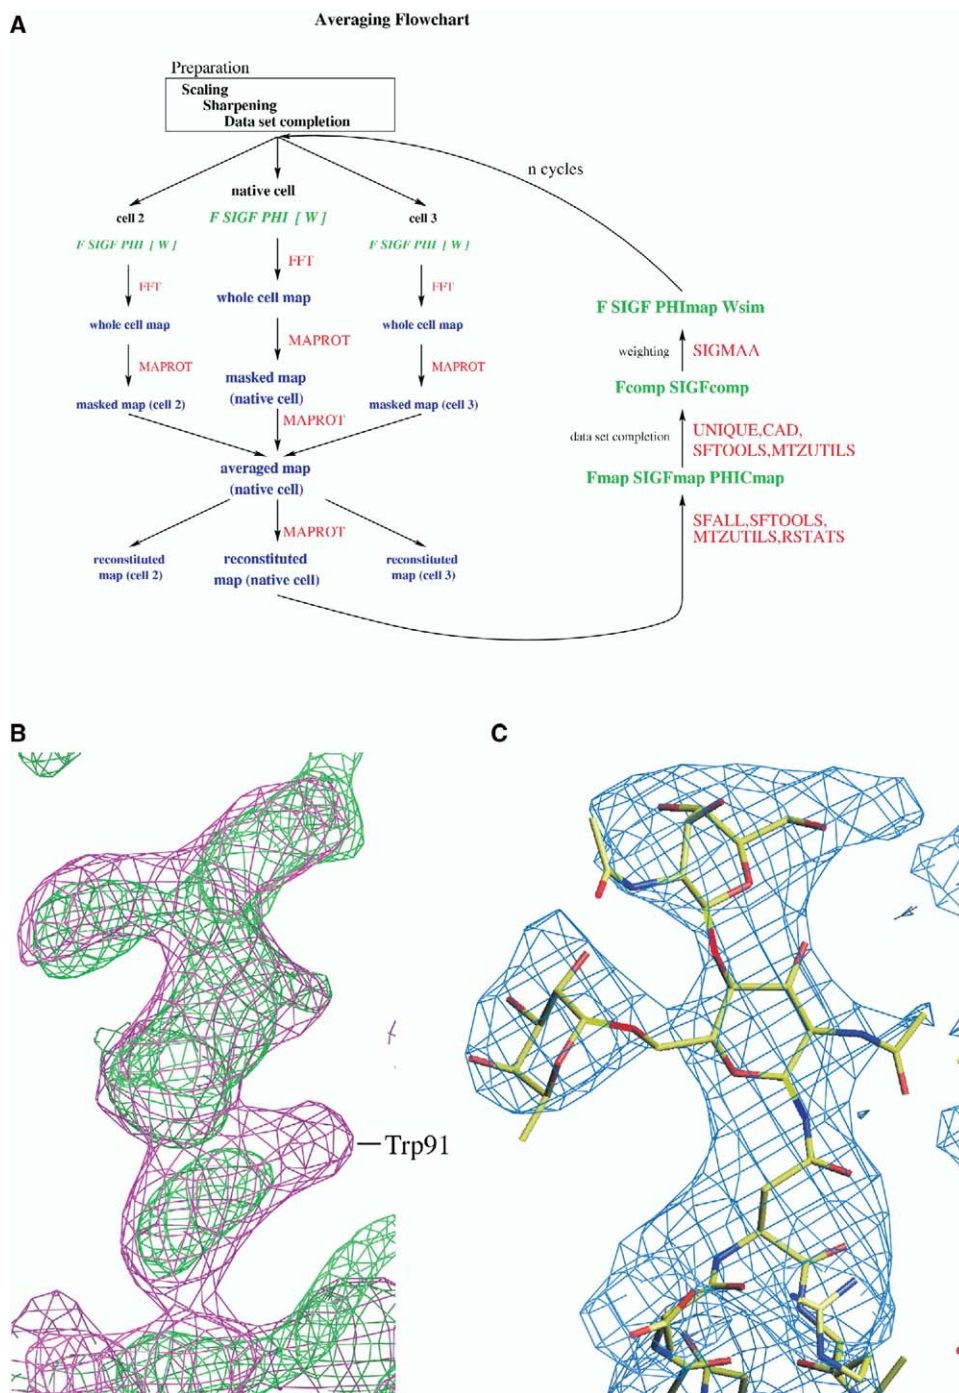 A
Averaging Flowchart
Preparation
Scaling
Sharpening
Data set completion
n cycles
native cell
cell 2
cell 3
F SIGF PHI [ W ]
F SIGF PHI [ W ]
F SIGF PHI [ W ]
FFT
FFT
FFT
whole cell map
whole cell map
whole cell map
MAPROT
MAPROT
MAPROT
masked map
(native cell)
masked map (cell 2)
masked map (cell 3)
MAPROT
averaged map
(native cell)
MAPROT
reconstituted
map (cell 2)
reconstituted
map (native cell)
reconstituted
map (cell 3)
F SIGF PHImap Wsim
weighting
SIGMAA
Fcomp SIGFcomp
data set completion
UNIQUE,CAD,
SFTOOLS,MTZUTILS
Fmap SIGFmap PHICmap
SFALL,SFTOOLS,
MTZUTILS,RSTATS
B
Trp91
C